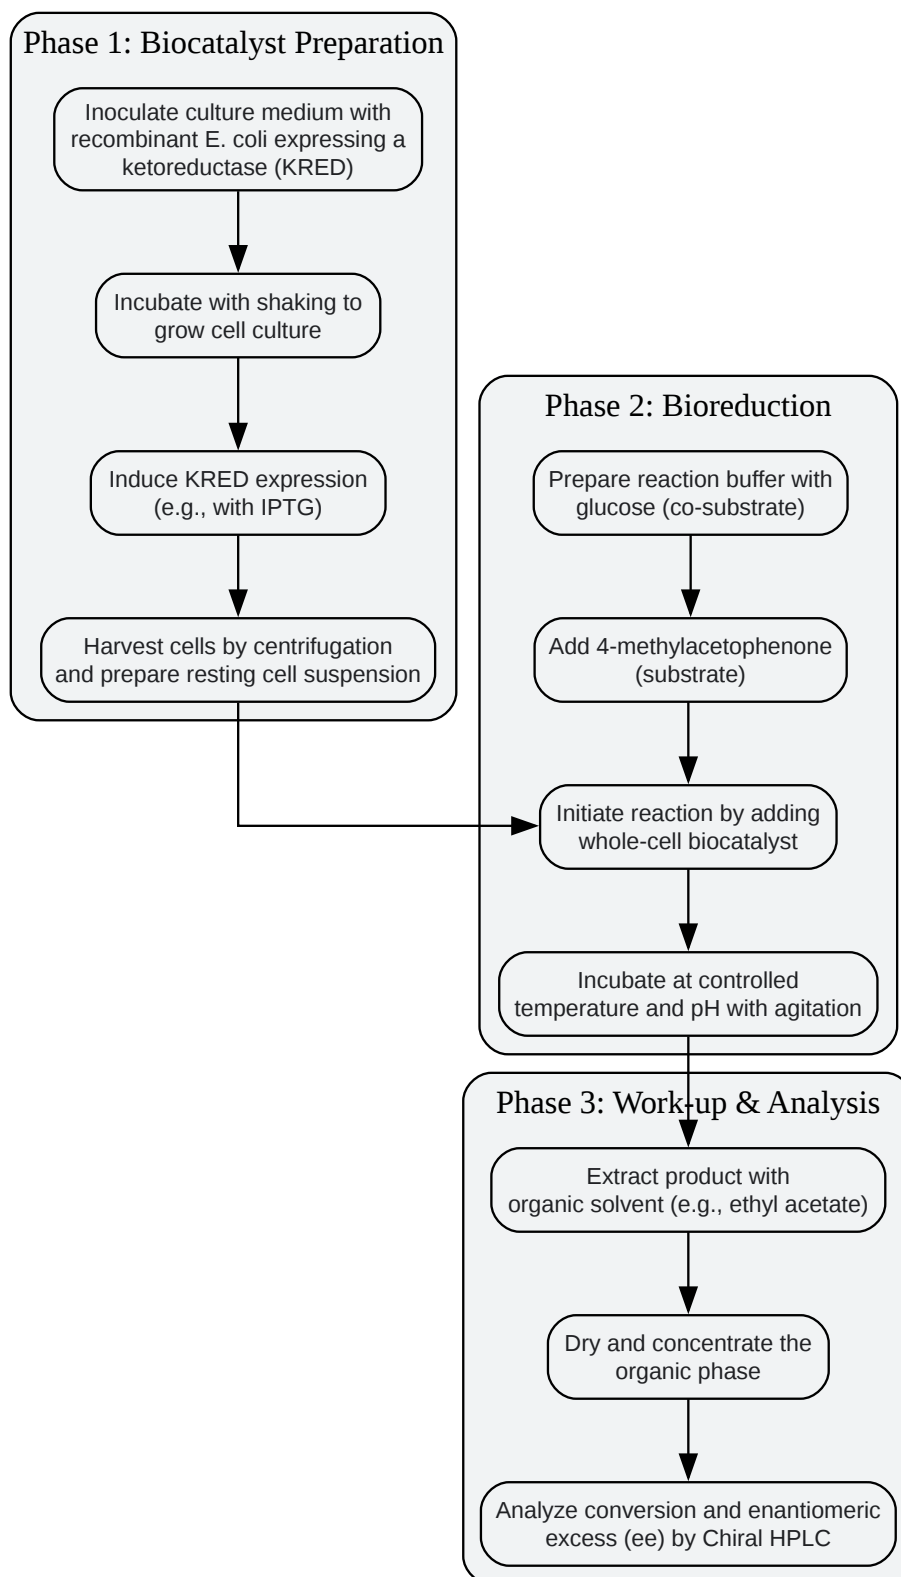 Phase 1: Biocatalyst Preparation
Inoculate culture medium with
recombinant E. coli expressing a
ketoreductase (KRED)
Incubate with shaking to
grow cell culture
Induce KRED expression
(e.g., with IPTG)
Harvest cells by centrifugation
and prepare resting cell suspension
Phase 2: Bioreduction
Prepare reaction buffer with
glucose (co-substrate)
Add 4-methylacetophenone
(substrate)
Initiate reaction by adding
whole-cell biocatalyst
Incubate at controlled
temperature and pH with agitation
Phase 3: Work-up & Analysis
Extract product with
organic solvent (e.g., ethyl acetate)
Dry and concentrate the
organic phase
Analyze conversion and enantiomeric
excess (ee) by Chiral HPLC